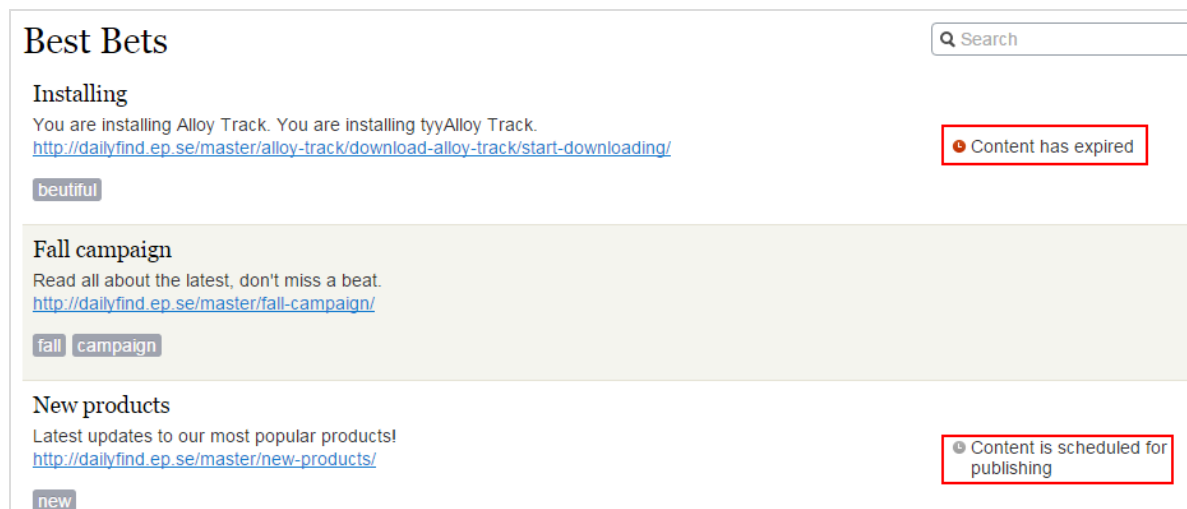 Best Bets
Search
Installing
You are installing Alloy Track. You are installing tyyAlloy Track.
http://dailyfind.ep.se/master/alloy-track/download-alloy-track/start-downloading/
Content has expired
beutiful
Fall campaign
Read all about the latest, don't miss a beat.
http://dailyfind.ep.se/master/fall-campaign/
fall campaign
New products
Latest updates to our most popular products!
http://dailyfind.ep.se/master/new-products/
Content is scheduled for
publishing
new